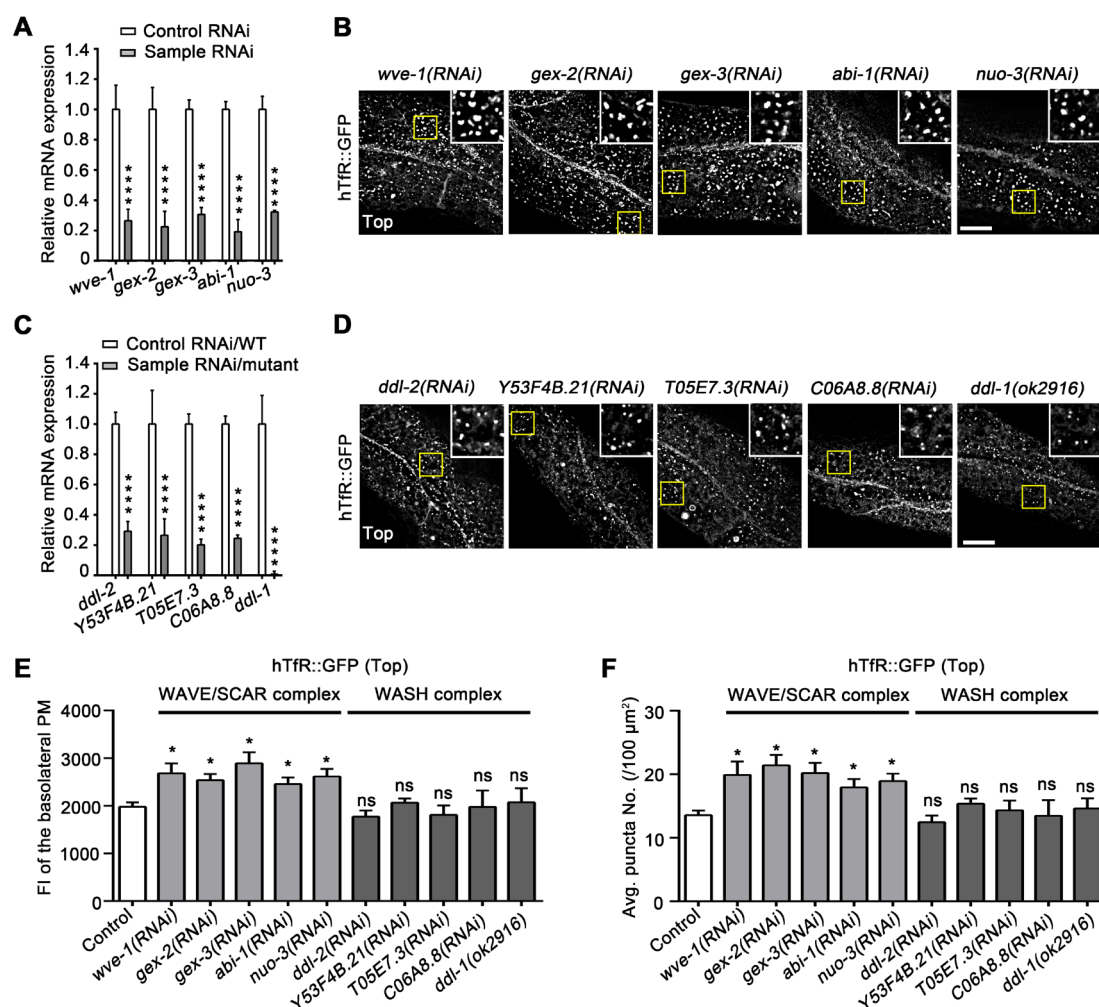 A
Control RNAi
Sample RNAi
Relative mRNA expression
1.4
1.2
1.0
0.8
0.6
0.4
0.2
0
****
****
****
****
****
wve-1
gex-2
gex-3
abi-1
nuo-3
B
wve-1(RNAi)
gex-2(RNAi)
gex-3(RNAi)
abi-1(RNAi)
nuo-3(RNAi)
hTfR::GFP
Top
C
Control RNAi/WT
Sample RNAi/mutant
Relative mRNA expression
1.4
1.2
1.0
0.8
0.6
0.4
0.2
0
****
****
****
****
****
ddl-2
Y53F4B.21
T05E7.3
C06A8.8
ddl-1
D
ddl-2(RNAi)
Y53F4B.21(RNAi)
T05E7.3(RNAi)
C06A8.8(RNAi)
ddl-1(ok2916)
hTfR::GFP
Top
E
hTfR::GFP (Top)
WAVE/SCAR complex
WASH complex
FI of the basolateral PM
4000
3000
2000
1000
0
* * * * * ns ns ns ns ns
Control
wve-1(RNAi)
gex-2(RNAi)
gex-3(RNAi)
abi-1(RNAi)
nuo-3(RNAi)
ddl-2(RNAi)
Y53F4B.21(RNAi)
T05E7.3(RNAi)
C06A8.8(RNAi)
ddl-1(ok2916)
F
hTfR::GFP (Top)
WAVE/SCAR complex
WASH complex
Avg. puncta No. (/100 μm²)
30
20
10
0
* * * * * ns ns ns ns ns
Control
wve-1(RNAi)
gex-2(RNAi)
gex-3(RNAi)
abi-1(RNAi)
nuo-3(RNAi)
ddl-2(RNAi)
Y53F4B.21(RNAi)
T05E7.3(RNAi)
C06A8.8(RNAi)
ddl-1(ok2916)